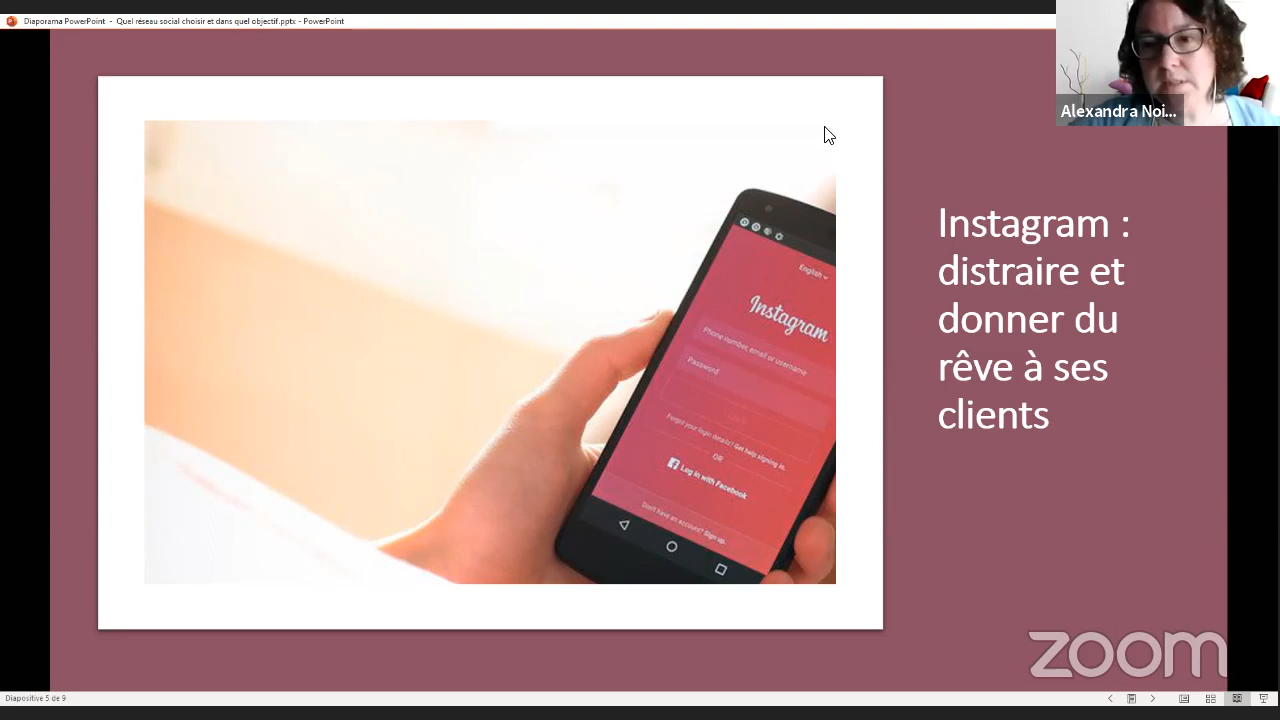 Diaporama PowerPoint - Quel réseau social choisir et dans quel objectif.pptx - PowerPoint
Alexandra Noi...
Instagram :
distraire et
donner du
rêve à ses
clients
English
Instagram
Phone number, email or username
Password
Forgot your login details? Get help signing in.
OR
Log in with Facebook
Don't have an account? Sign up.
zoom
Diapositive 5 de 9